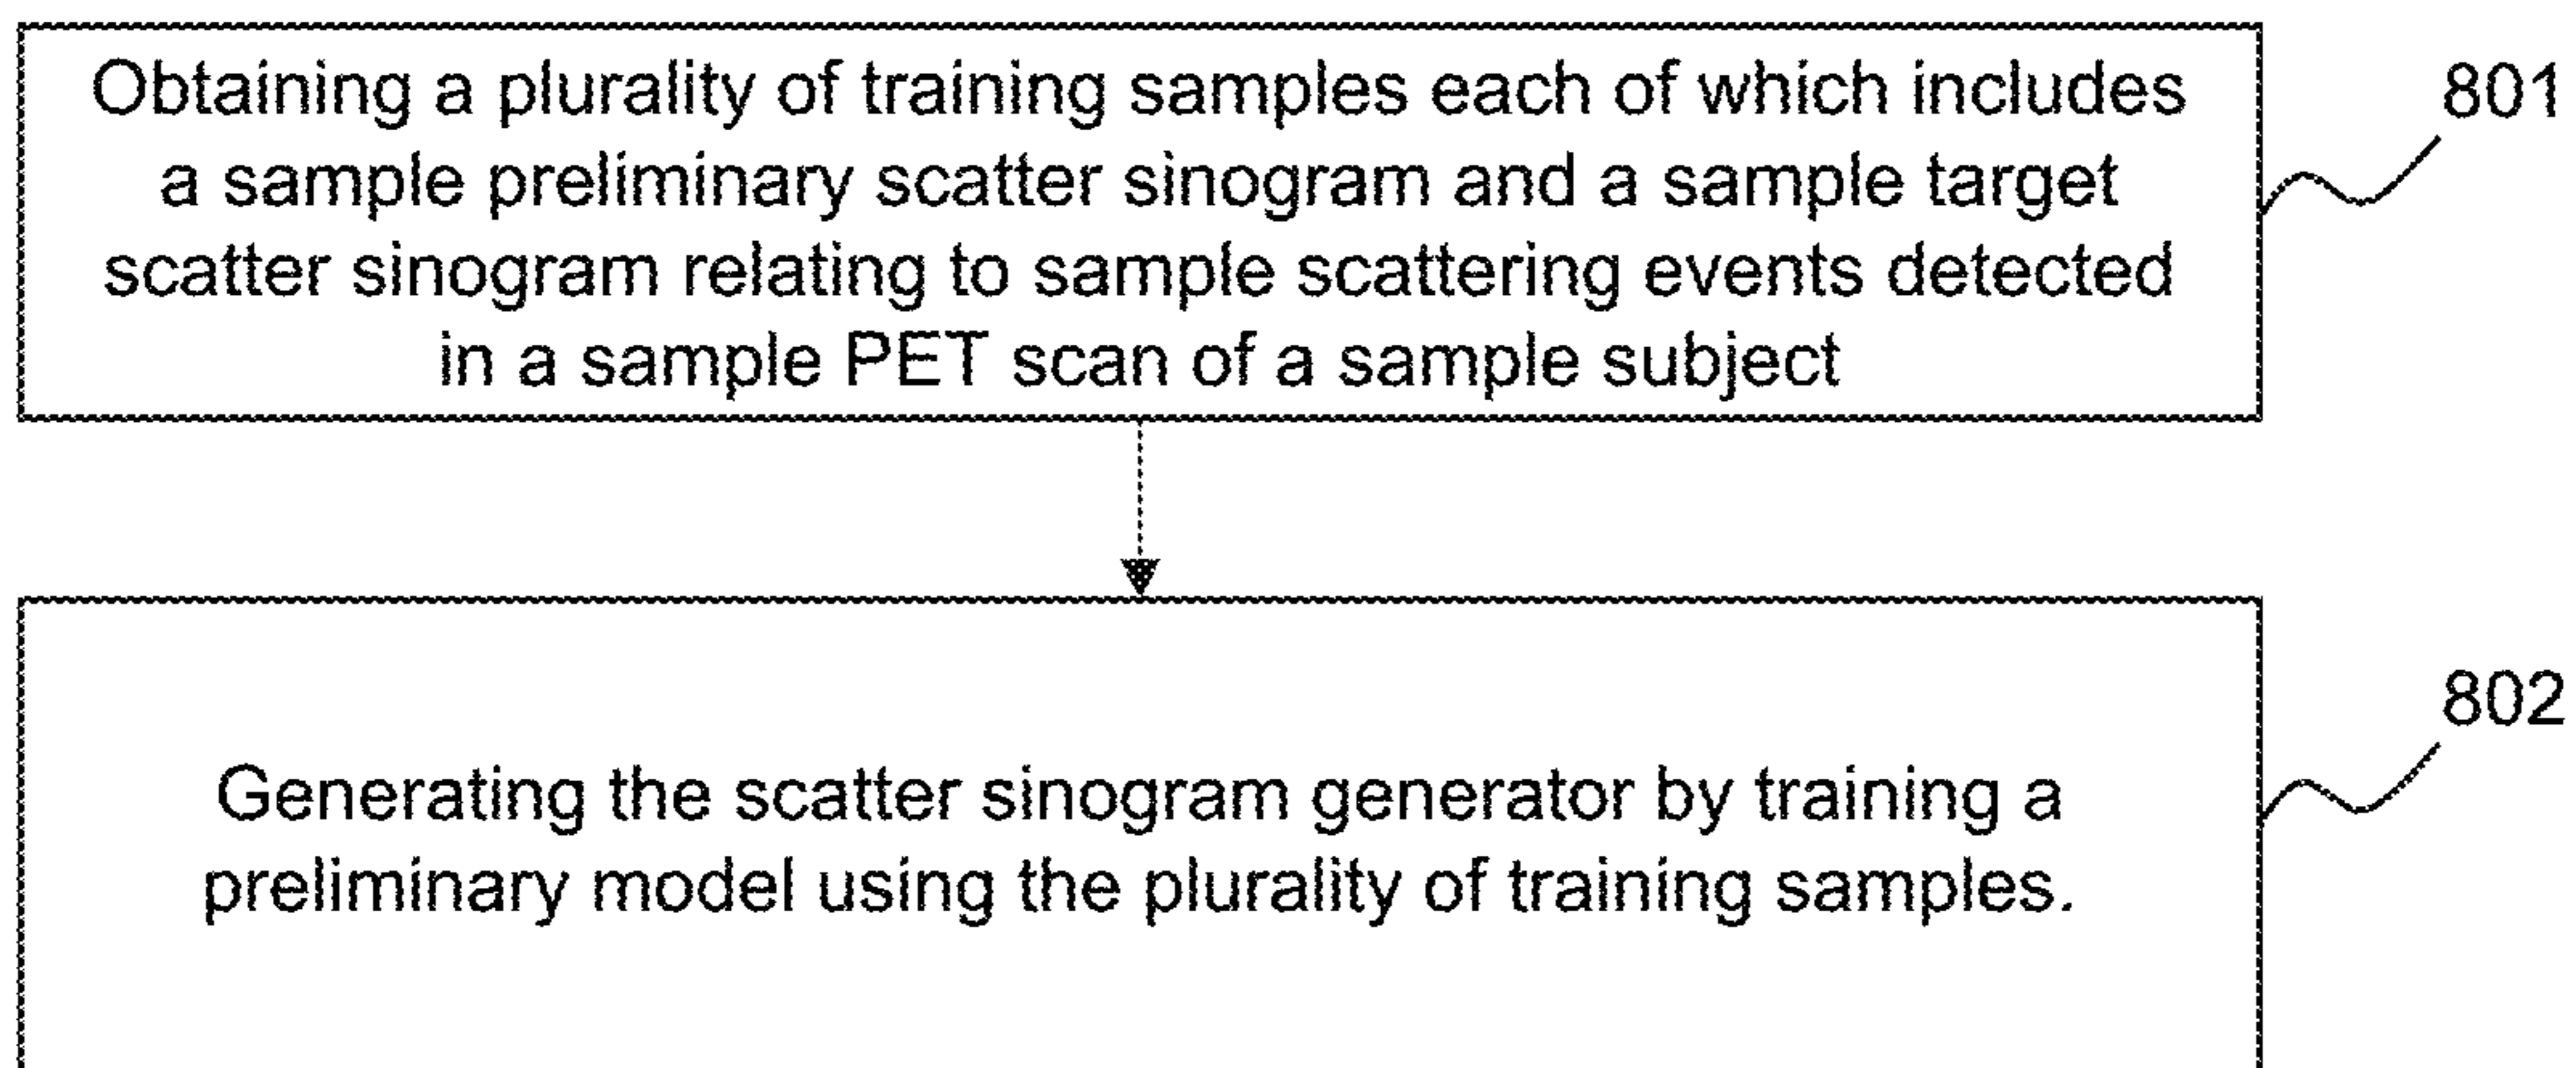 Obtaining a plurality of training samples each of which includes
a sample preliminary scatter sinogram and a sample target
scatter sinogram relating to sample scattering events detected
in a sample PET scan of a sample subject
801
Generating the scatter sinogram generator by training a
preliminary model using the plurality of training samples.
802